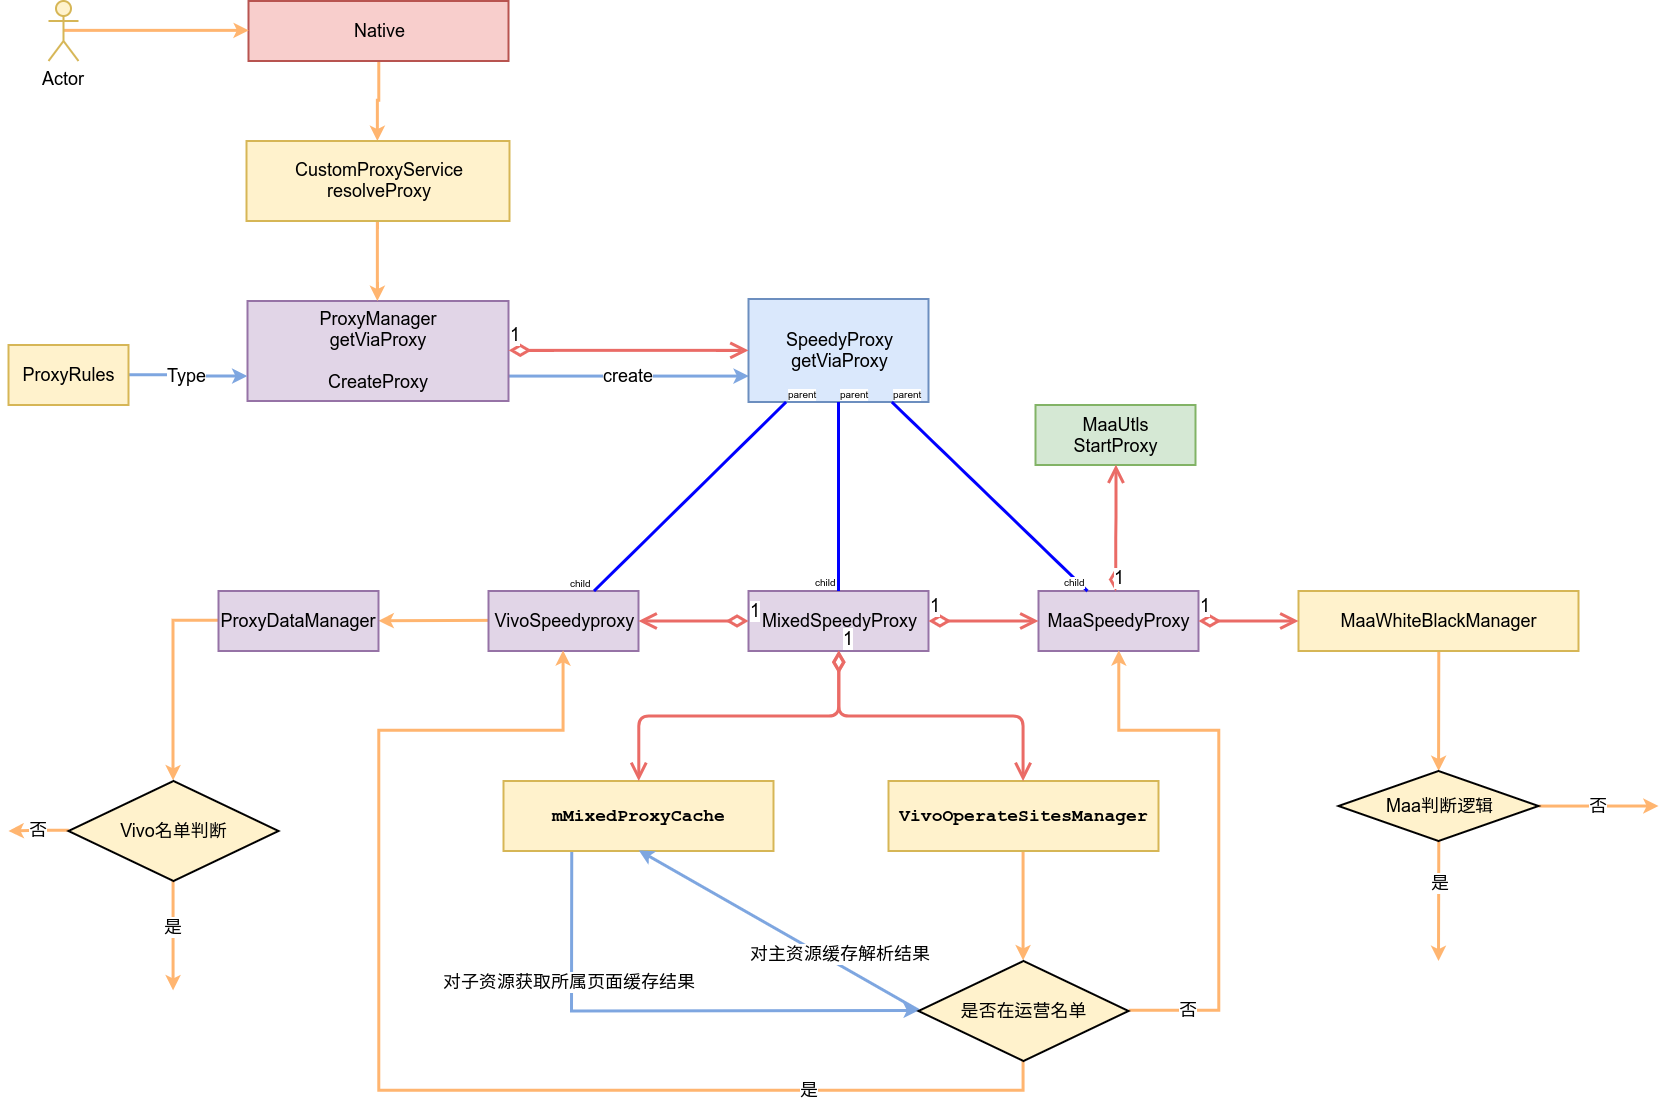 Native
Actor
CustomProxyService
resolveProxy
ProxyManager
getViaProxy
CreateProxy
1
SpeedyProxy
getViaProxy
ProxyRules
Type
create
parent
parent
parent
MaaUtls
StartProxy
1
child
child
child
ProxyDataManager
VivoSpeedyproxy
1
MixedSpeedyProxy
1
1
MaaSpeedyProxy
1
MaaWhiteBlackManager
mMixedProxyCache
VivoOperateSitesManager
Maa判断逻辑
否
否
Vivo名单判断
是
是
对主资源缓存解析结果
对子资源获取所属页面缓存结果
是否在运营名单
否
是